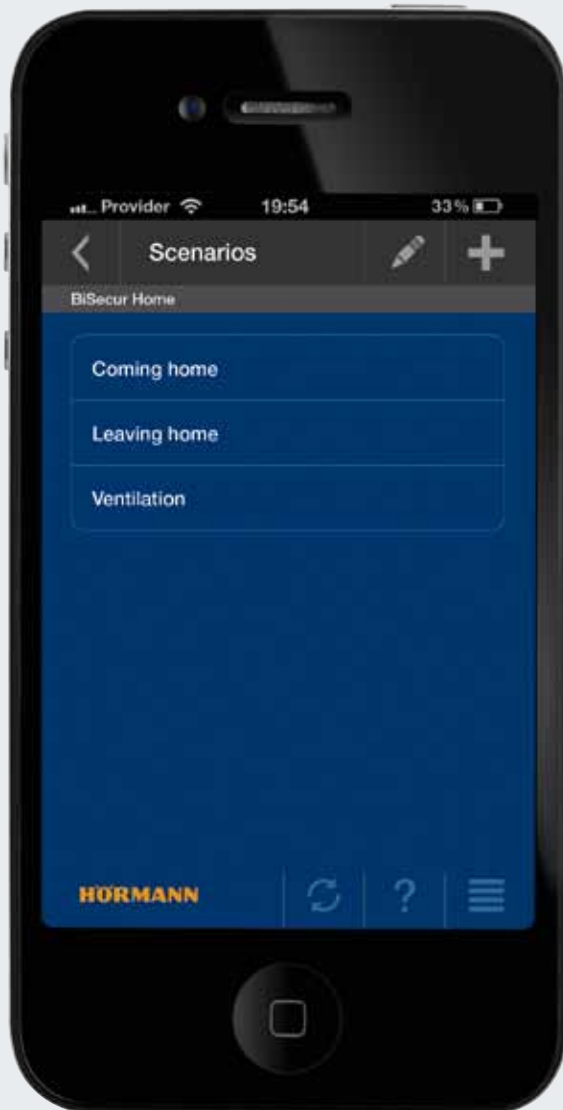 Provider 19:54 33%
Scenarios
BiSecur Home
Coming home
Leaving home
Ventilation
HÖRMANN
?